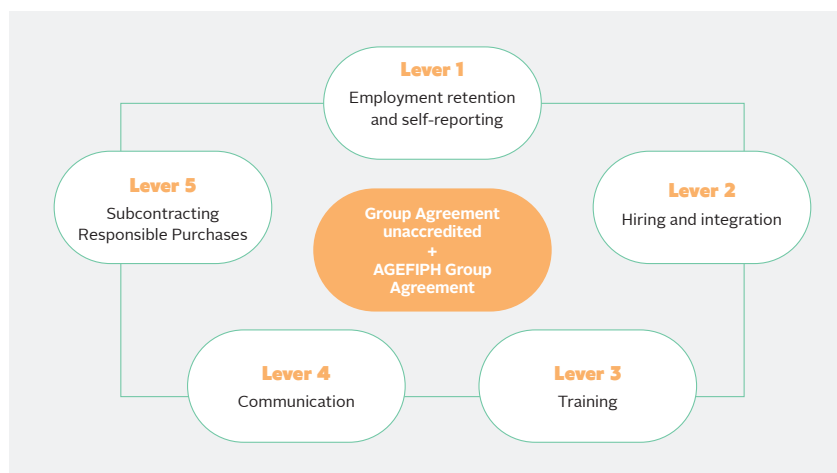 Lever 1
Employment retention
and self-reporting
Lever 5
Subcontracting
Responsible Purchases
Lever 2
Hiring and integration
Group Agreement
unaccredited
+
AGEFIPH Group
Agreement
Lever 4
Communication
Lever 3
Training